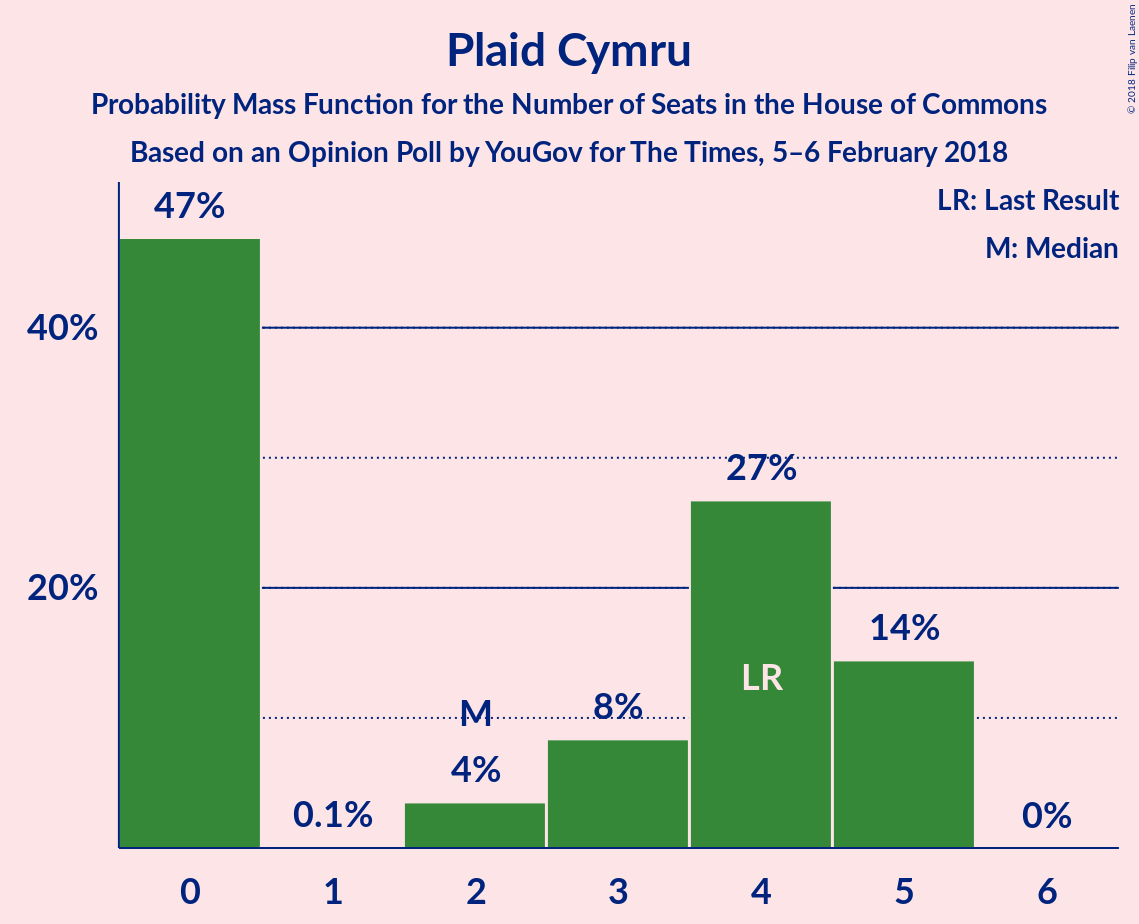 Plaid Cymru
Probability Mass Function for the Number of Seats in the House of Commons
Based on an Opinion Poll by YouGov for The Times, 5–6 February 2018
© 2018 Filip van Laenen
LR: Last Result
M: Median
47%
40%
27%
20%
14%
LR
M
8%
4%
0.1%
0%
0 1 2 3 4 5 6